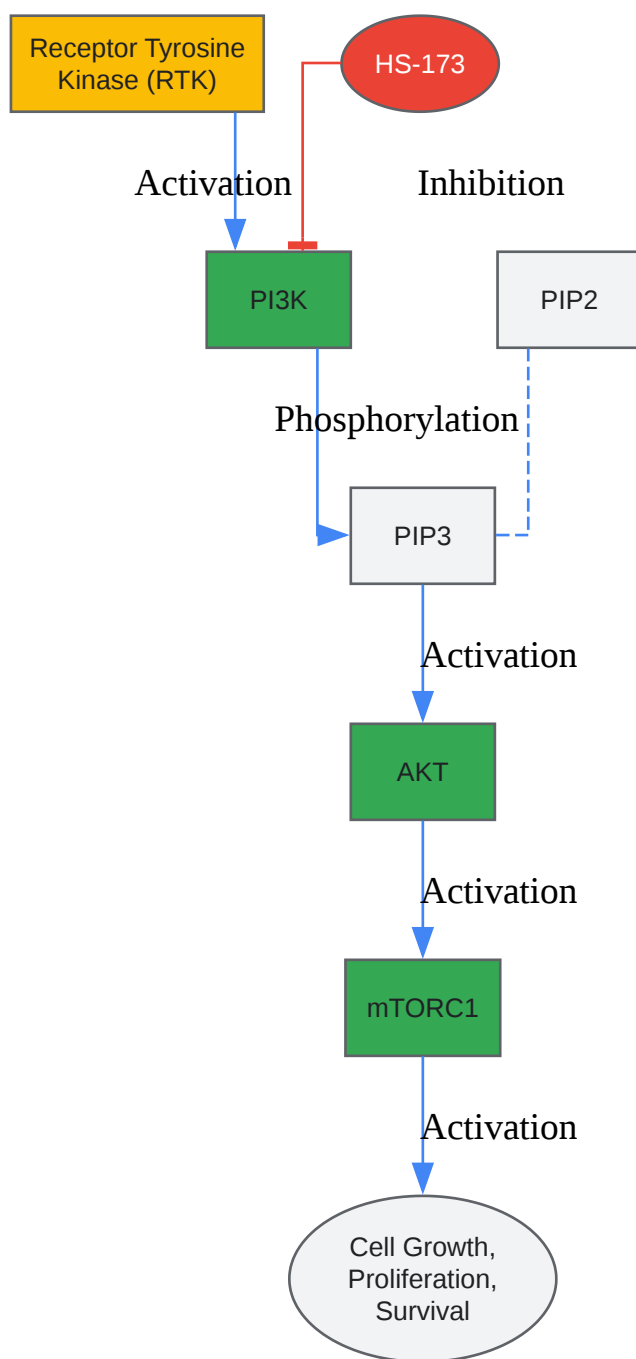 Receptor Tyrosine
Kinase (RTK)
HS-173
Activation
Inhibition
PI3K
PIP2
Phosphorylation
PIP3
Activation
AKT
Activation
mTORC1
Activation
Cell Growth,
Proliferation,
Survival